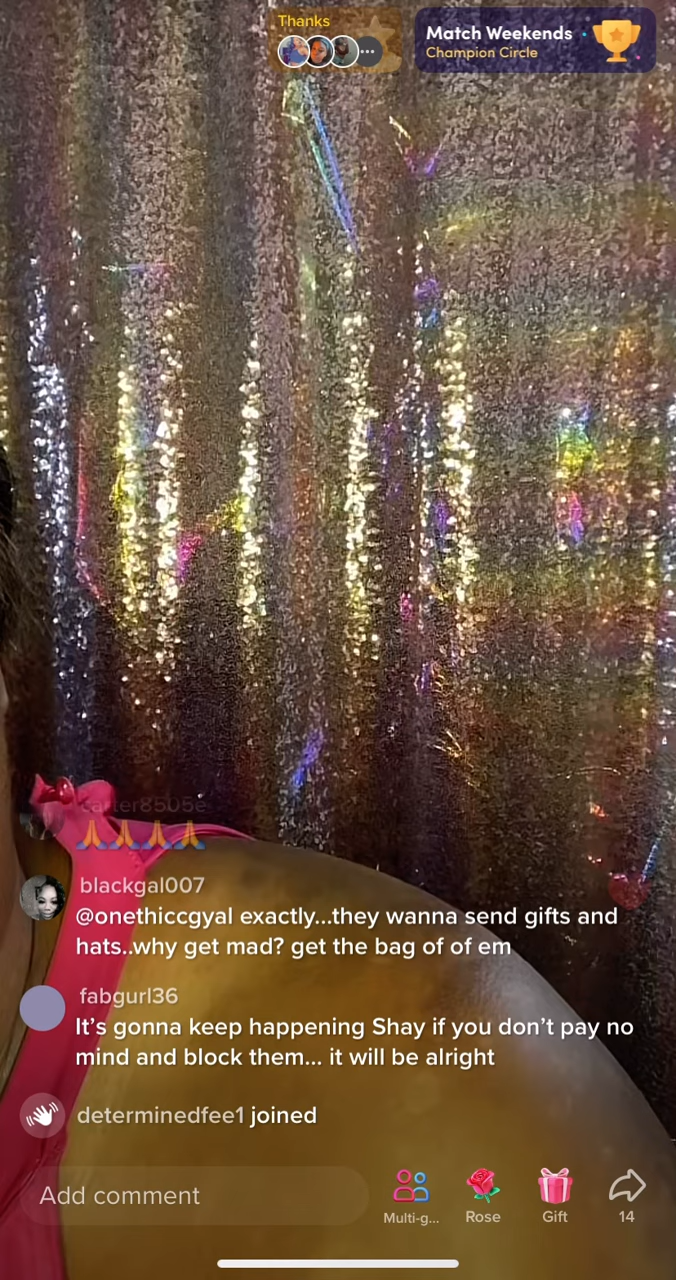 Thanks
Match Weekends
Champion Circle
carter8505e
🙏🙏🙏🙏
blackgal007
@onethiccgyal exactly...they wanna send gifts and
hats..why get mad? get the bag of of em
fabgurl36
It’s gonna keep happening Shay if you don’t pay no
mind and block them... it will be alright
determinedfee1 joined
Add comment
Multi-g...
Rose
Gift
14